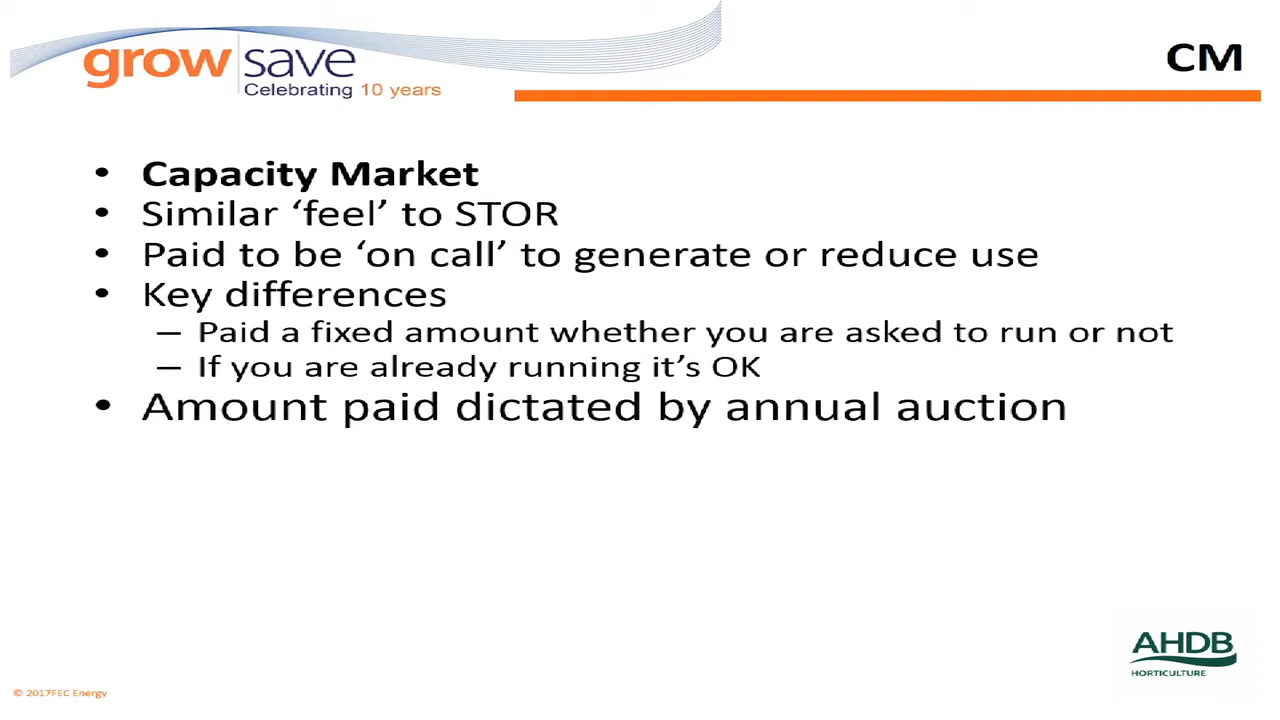 grow save
Celebrating 10 years
CM
• Capacity Market
• Similar ‘feel’ to STOR
• Paid to be ‘on call’ to generate or reduce use
• Key differences
– Paid a fixed amount whether you are asked to run or not
– If you are already running it’s OK
• Amount paid dictated by annual auction
AHDB
HORTICULTURE
© 2017FEC Energy